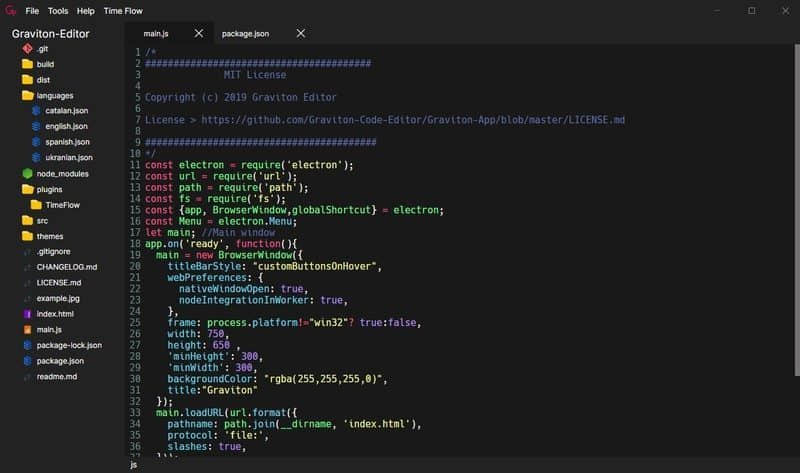 File Tools Help Time Flow
Graviton-Editor
.git
build
dist
languages
catalan.json
english.json
spanish.json
ukranian.json
node_modules
plugins
TimeFlow
src
themes
.gitignore
CHANGELOG.md
LICENSE.md
example.jpg
index.html
main.js
package-lock.json
package.json
readme.md
main.js package.json
1 /*
2 ########################################
3 MIT License
4
5 Copyright (c) 2019 Graviton Editor
6
7 License > https://github.com/Graviton-Code-Editor/Graviton-App/blob/master/LICENSE.md
8
9 #########################################
10 */
11 const electron = require('electron');
12 const url = require('url');
13 const path = require('path');
14 const fs = require('fs');
15 const {app, BrowserWindow,globalShortcut} = electron;
16 const Menu = electron.Menu;
17 let main; //Main window
18 app.on('ready', function(){
19 main = new BrowserWindow({
20 titleBarStyle: "customButtonsOnHover",
21 webPreferences: {
22 nativeWindowOpen: true,
23 nodeIntegrationInWorker: true,
24 },
25 frame: process.platform!="win32"? true:false,
26 width: 750,
27 height: 650 ,
28 'minHeight': 300,
29 'minWidth': 300,
30 backgroundColor: "rgba(255,255,255,0)",
31 title:"Graviton"
32 });
33 main.loadURL(url.format({
34 pathname: path.join(__dirname, 'index.html'),
35 protocol: 'file:',
36 slashes: true,
37 }));
js